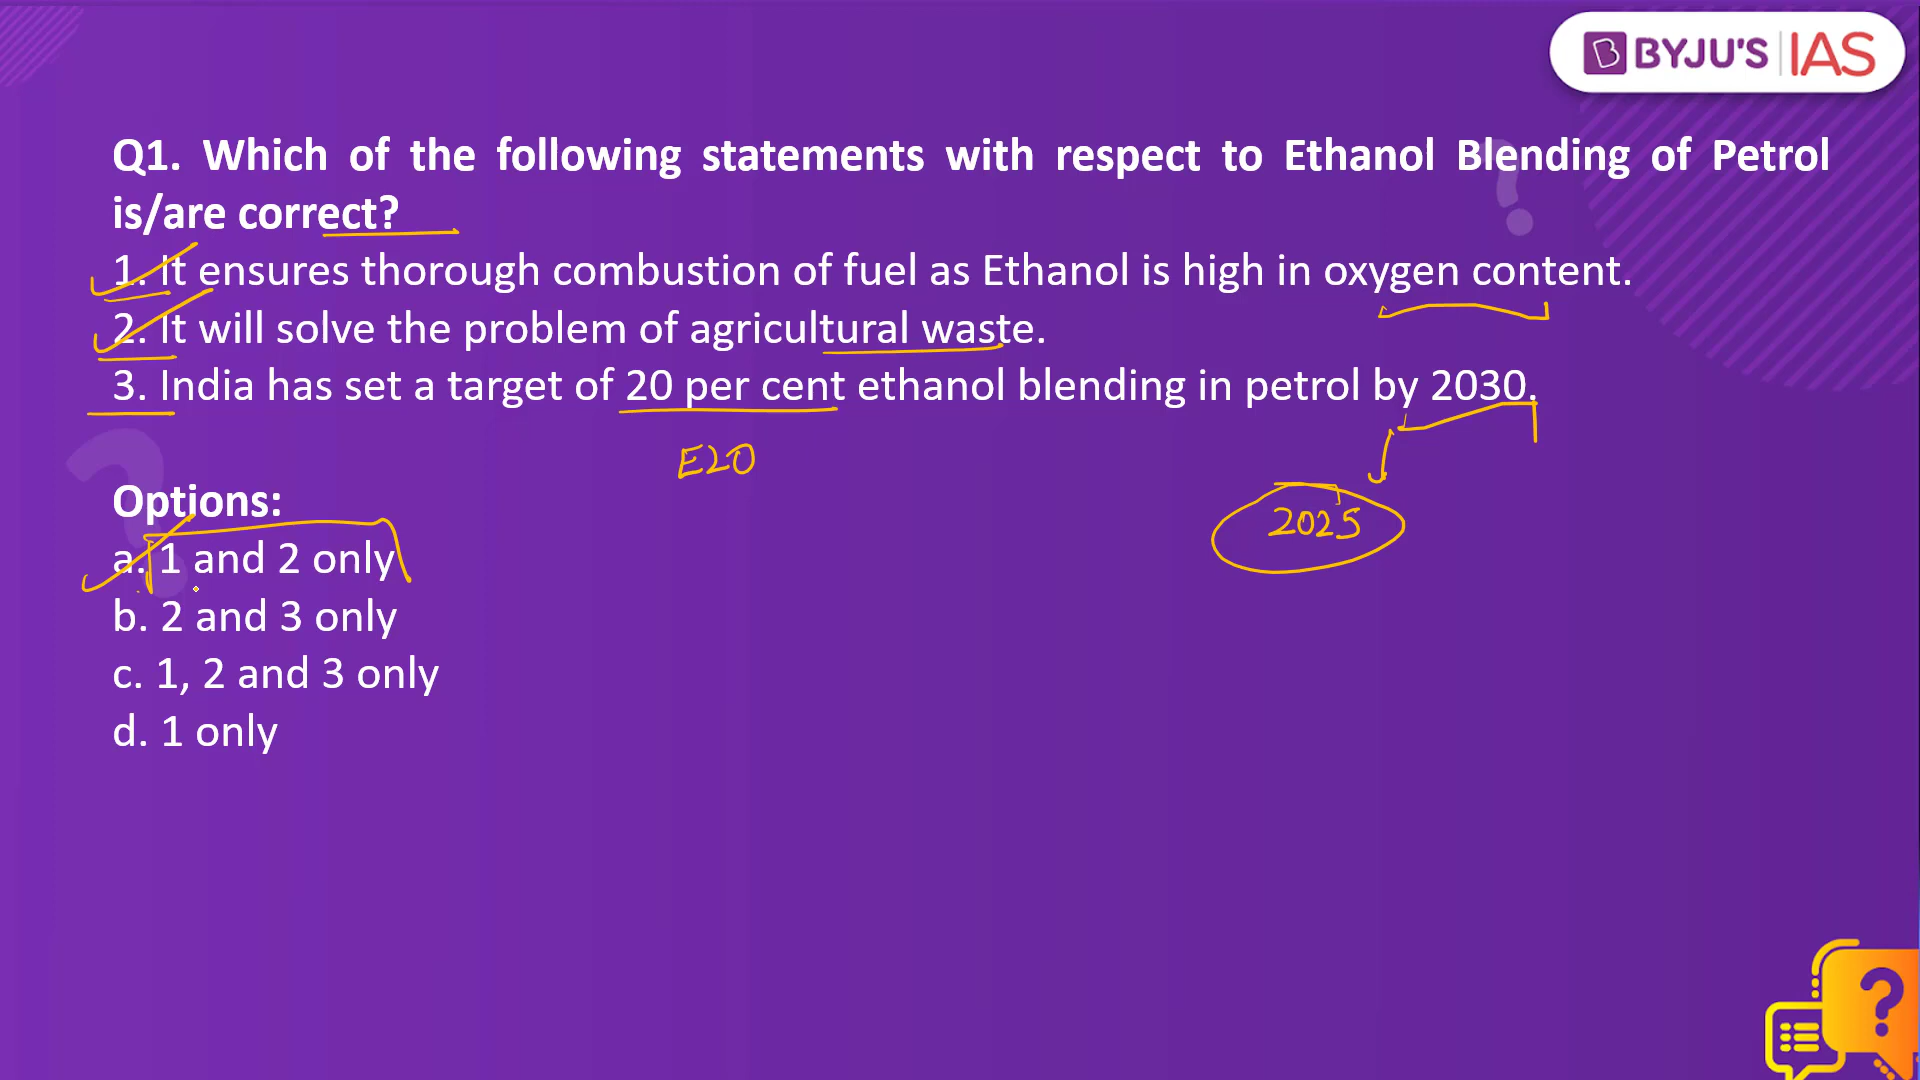 BYJU'S IAS
Q1. Which of the following statements with respect to Ethanol Blending of Petrol
is/are correct?
1. It ensures thorough combustion of fuel as Ethanol is high in oxygen content.
2. It will solve the problem of agricultural waste.
3. India has set a target of 20 per cent ethanol blending in petrol by 2030.
E20
2025
Options:
a. 1 and 2 only
b. 2 and 3 only
c. 1, 2 and 3 only
d. 1 only